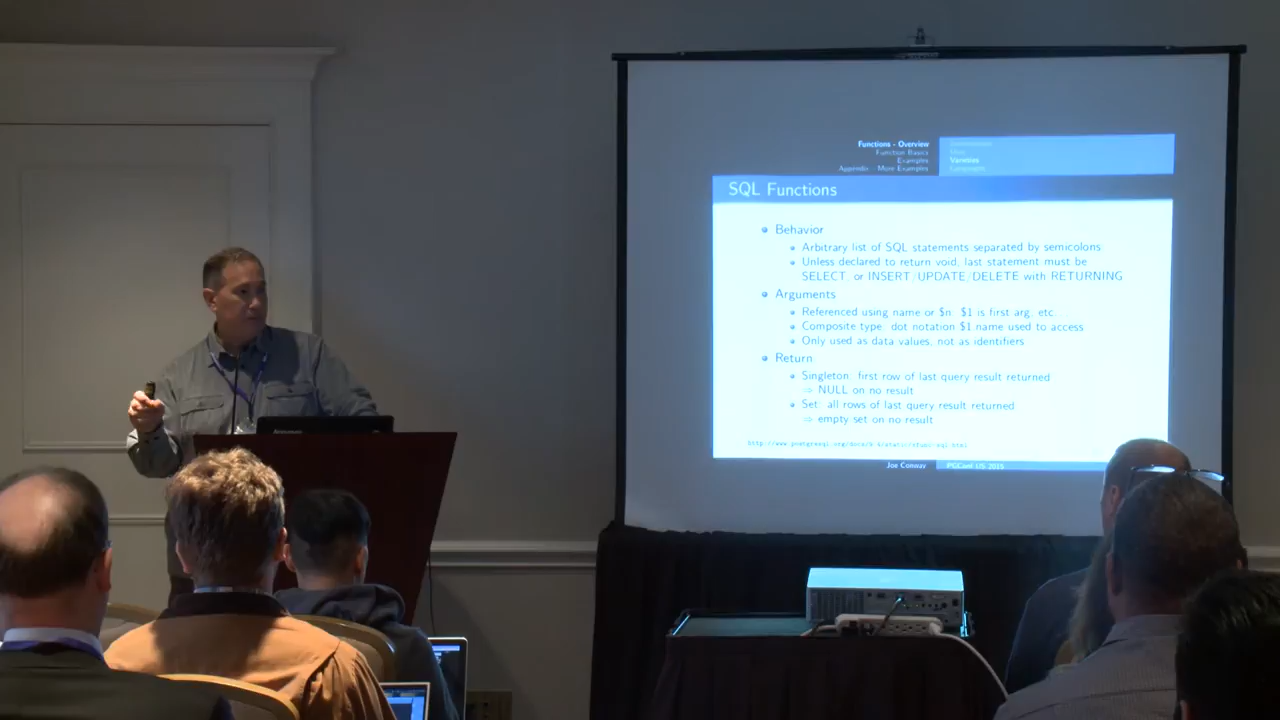 Functions - Overview
Function Basics
Examples
Appendix - More Examples
Varieties
SQL Functions
Behavior
Arbitrary list of SQL statements separated by semicolons
Unless declared to return void, last statement must be
SELECT, or INSERT/UPDATE/DELETE with RETURNING
Arguments
Referenced using name or $n: $1 is first arg, etc...
Composite type: dot notation $1.name used to access
Only used as data values, not as identifiers
Return
Singleton: first row of last query result returned
⇒ NULL on no result
Set: all rows of last query result returned
⇒ empty set on no result
Joe Conway
PGConf US 2015